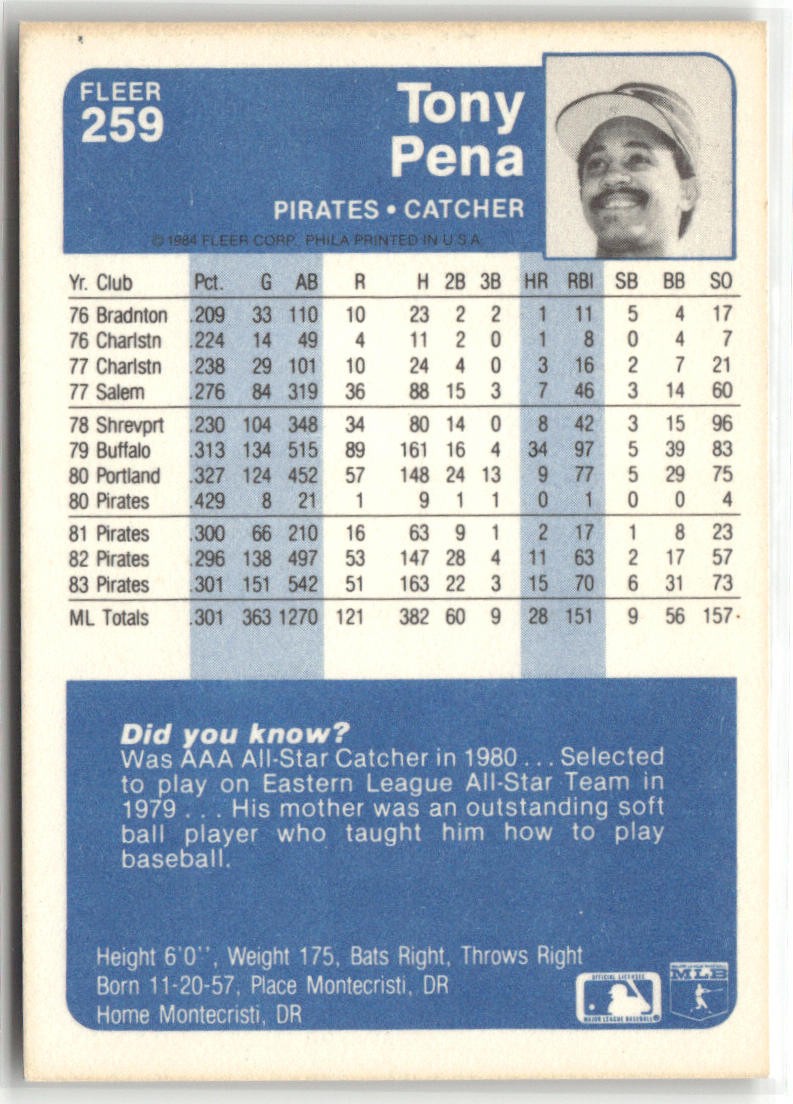 FLEER
259
Tony
Pena
PIRATES • CATCHER
© 1984 FLEER CORP. PHILA PRINTED IN U.S.A.
Yr. Club Pct. G AB R H 2B 3B HR RBI SB BB SO
76 Bradnton .209 33 110 10 23 2 2 1 11 5 4 17
76 Charlstn .224 14 49 4 11 2 0 1 8 0 4 7
77 Charlstn .238 29 101 10 24 4 0 3 16 2 7 21
77 Salem .276 84 319 36 88 15 3 7 46 3 14 60
78 Shrevprt .230 104 348 34 80 14 0 8 42 3 15 96
79 Buffalo .313 134 515 89 161 16 4 34 97 5 39 83
80 Portland .327 124 452 57 148 24 13 9 77 5 29 75
80 Pirates .429 8 21 1 9 1 1 0 1 0 0 4
81 Pirates .300 66 210 16 63 9 1 2 17 1 8 23
82 Pirates .296 138 497 53 147 28 4 11 63 2 17 57
83 Pirates .301 151 542 51 163 22 3 15 70 6 31 73
ML Totals .301 363 1270 121 382 60 9 28 151 9 56 157
Did you know?
Was AAA All-Star Catcher in 1980 . . . Selected
to play on Eastern League All-Star Team in
1979 . . . His mother was an outstanding soft
ball player who taught him how to play
baseball.
Height 6'0'', Weight 175, Bats Right, Throws Right
Born 11-20-57, Place Montecristi, DR
Home Montecristi, DR
OFFICIAL LICENSEE
MAJOR LEAGUE BASEBALL
MLB